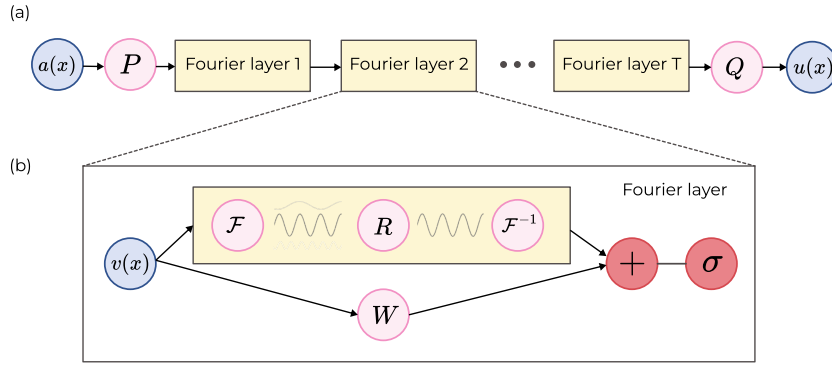 (a)
a(x) P Fourier layer 1 Fourier layer 2 ••• Fourier layer T Q u(x)
(b)
Fourier layer
v(x) ℱ R ℱ⁻¹ + σ
W